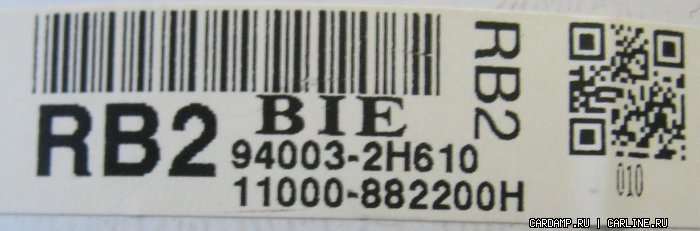 BIE
RB2
94003-2H610
11000-882200H
RB2
010
CARDAMP.RU | CARLINE.RU